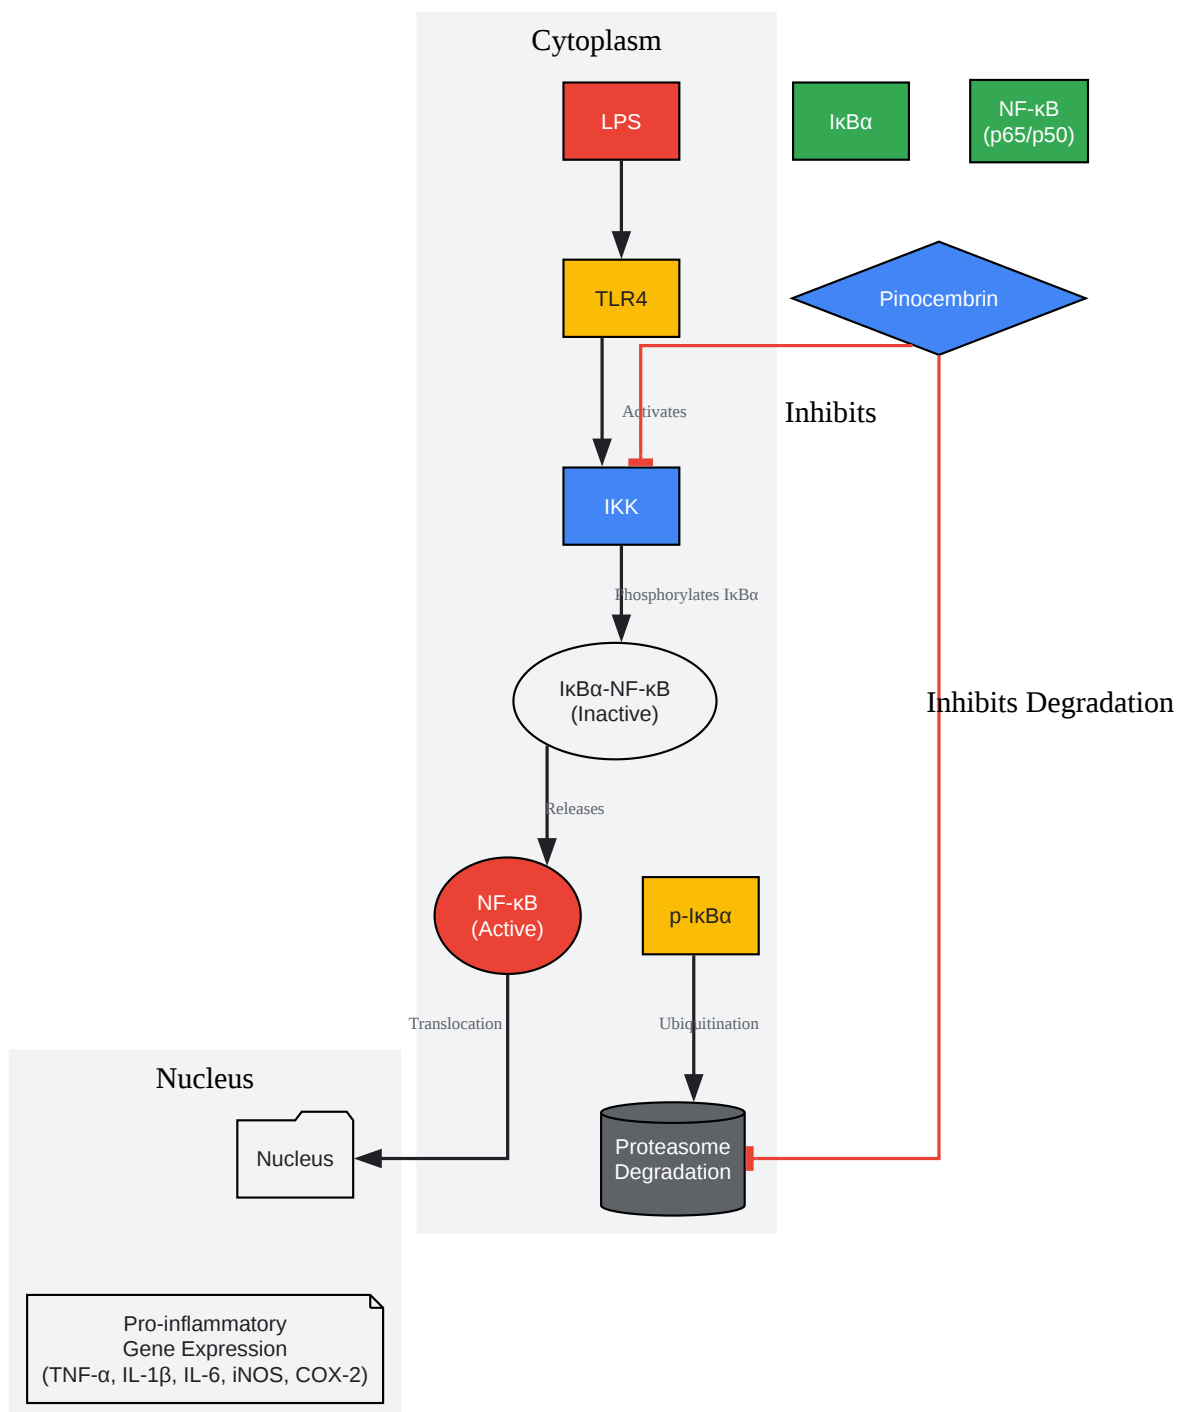 Cytoplasm
LPS
IκBα
NF-κB
(p65/p50)
TLR4
Pinocembrin
Activates
Inhibits
IKK
Phosphorylates IκBα
IκBα-NF-κB
(Inactive)
Inhibits Degradation
Releases
NF-κB
(Active)
p-IκBα
Translocation
Ubiquitination
Nucleus
Nucleus
Proteasome
Degradation
Pro-inflammatory
Gene Expression
(TNF-α, IL-1β, IL-6, iNOS, COX-2)